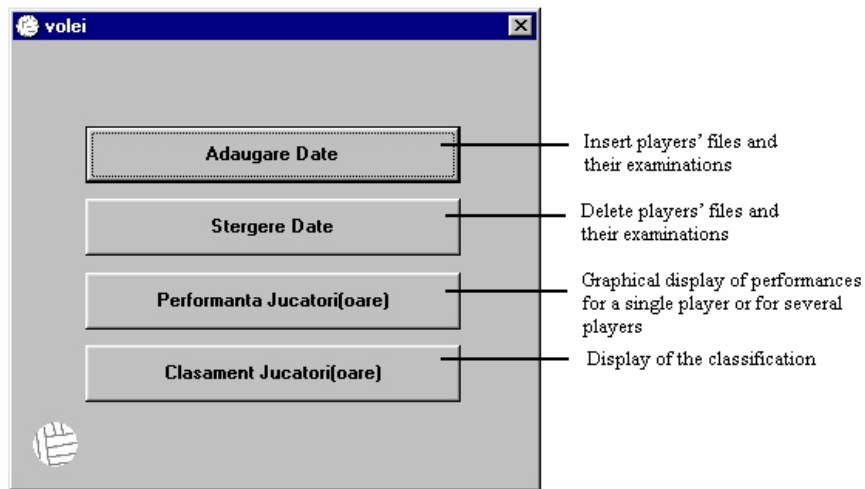 volei
Adaugare Date
Insert players' files and
their examinations
Stergere Date
Delete players' files and
their examinations
Performanta Jucatori(oare)
Graphical display of performances
for a single player or for several
players
Clasament Jucatori(oare)
Display of the classification